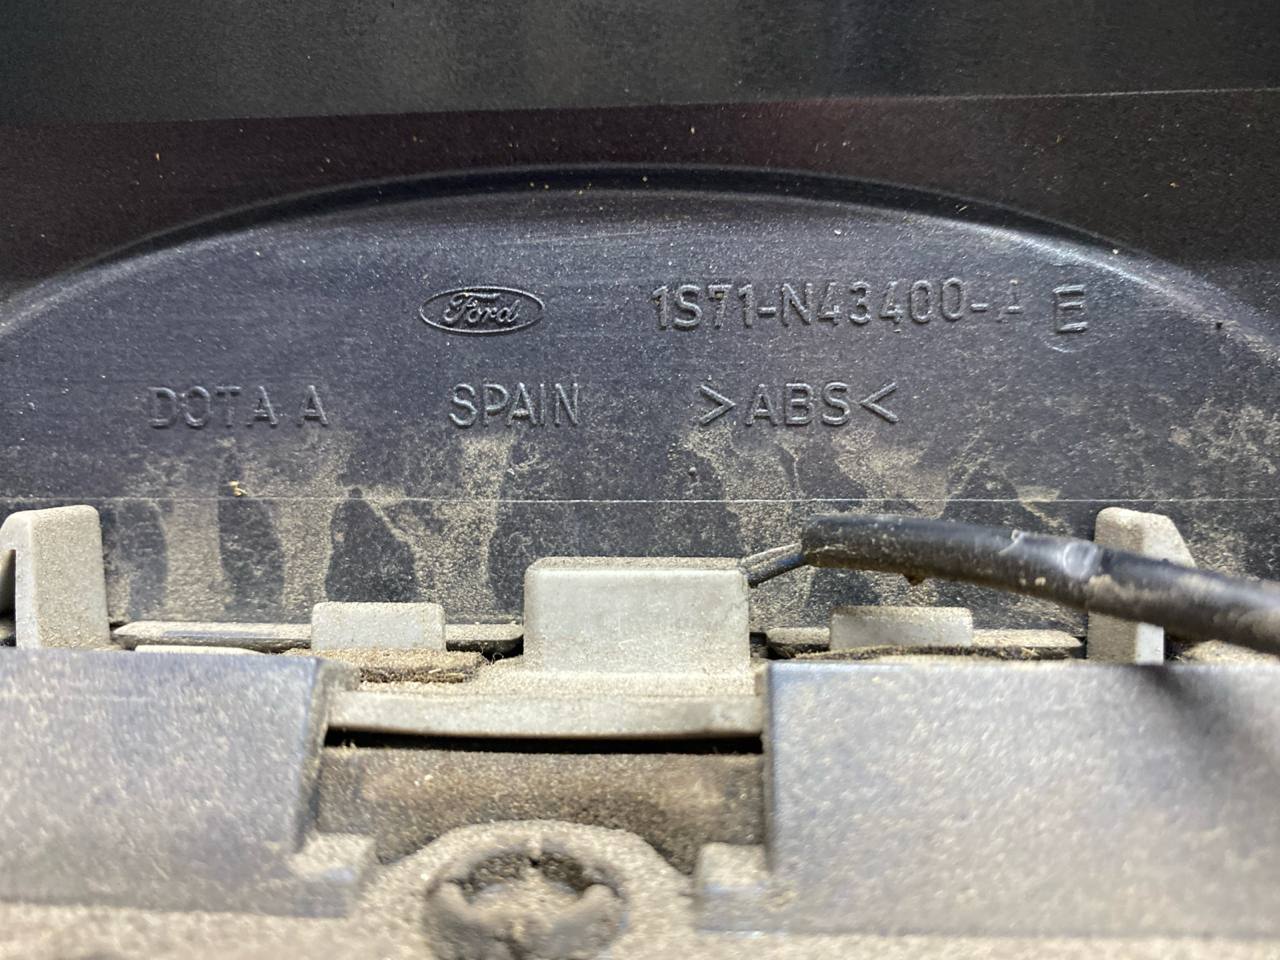 Ford 1S71-N43400-A E
DOTA A SPAIN >ABS<